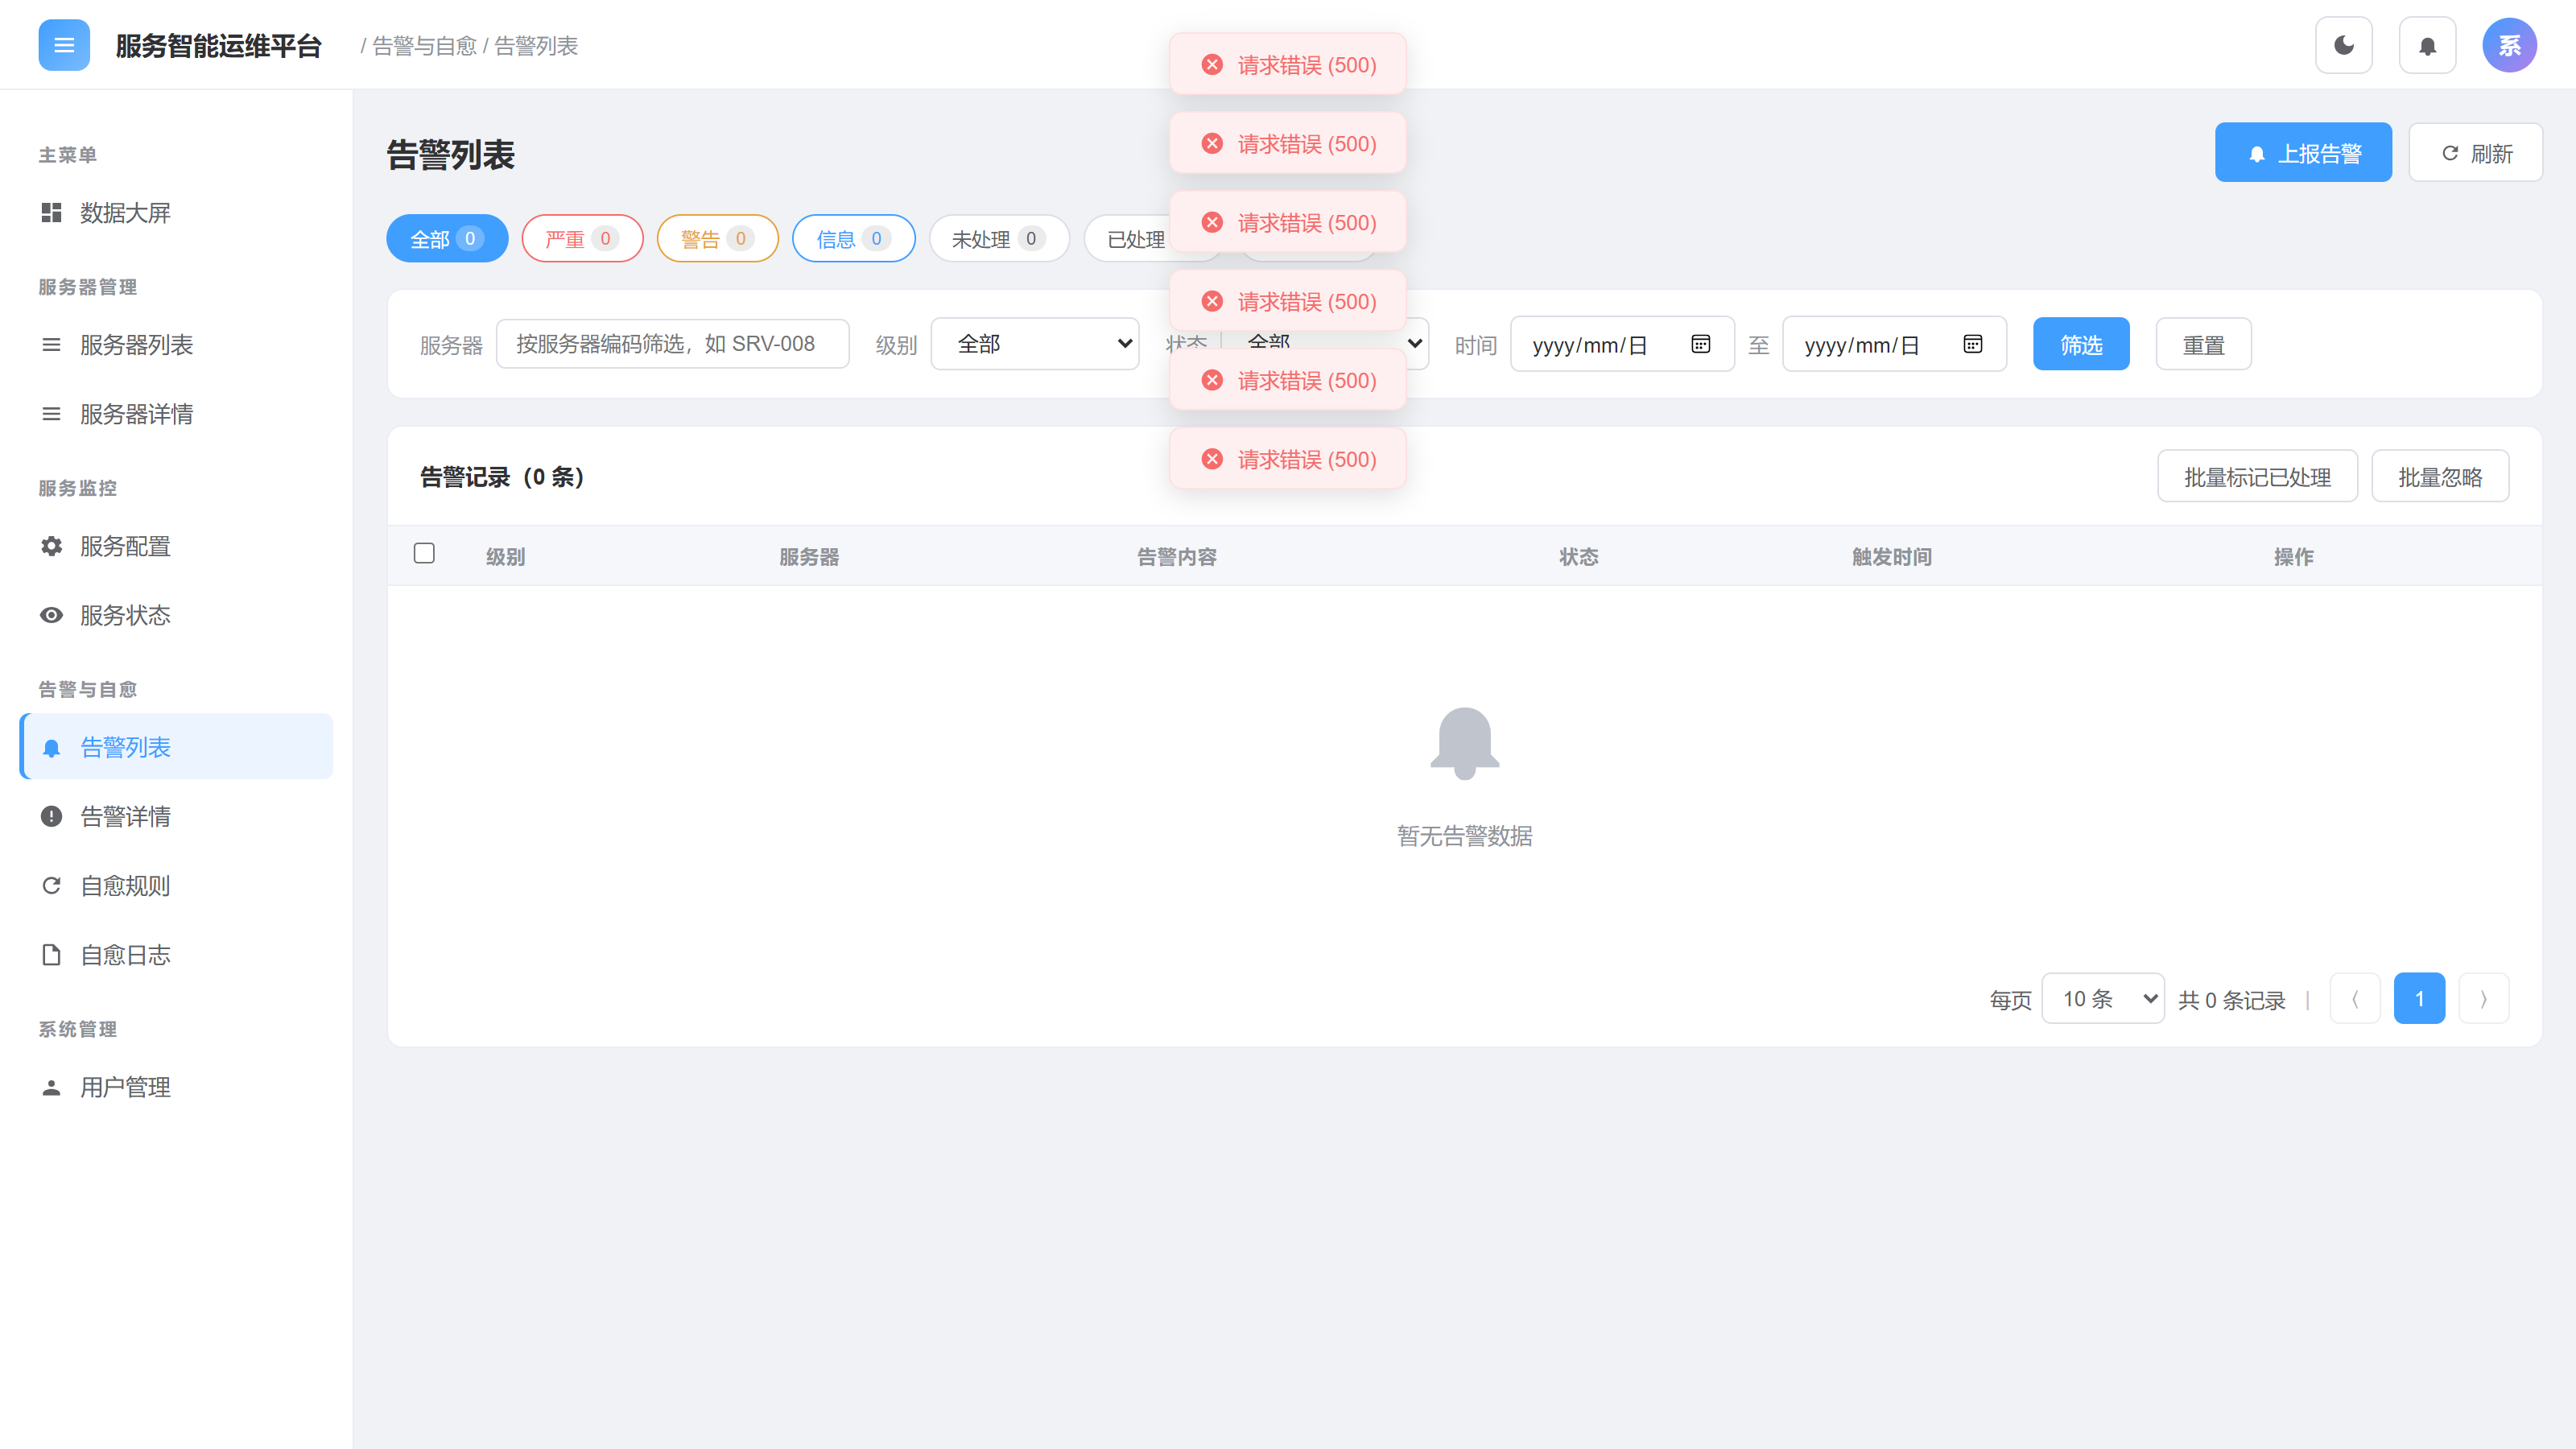 服务智能运维平台 / 告警与自愈 / 告警列表
系
请求错误 (500)
请求错误 (500)
请求错误 (500)
请求错误 (500)
请求错误 (500)
请求错误 (500)
主菜单
数据大屏
服务器管理
服务器列表
服务器详情
服务监控
服务配置
服务状态
告警与自愈
告警列表
告警详情
自愈规则
自愈日志
系统管理
用户管理
告警列表
上报告警 刷新
全部 0 严重 0 警告 0 信息 0 未处理 0 已处理
服务器 按服务器编码筛选，如 SRV-008 级别 全部 状态 全部 时间 yyyy/mm/日 至 yyyy/mm/日 筛选 重置
告警记录（0 条） 批量标记已处理 批量忽略
级别 服务器 告警内容 状态 触发时间 操作
暂无告警数据
每页 10 条 共 0 条记录 | 〈 1 〉